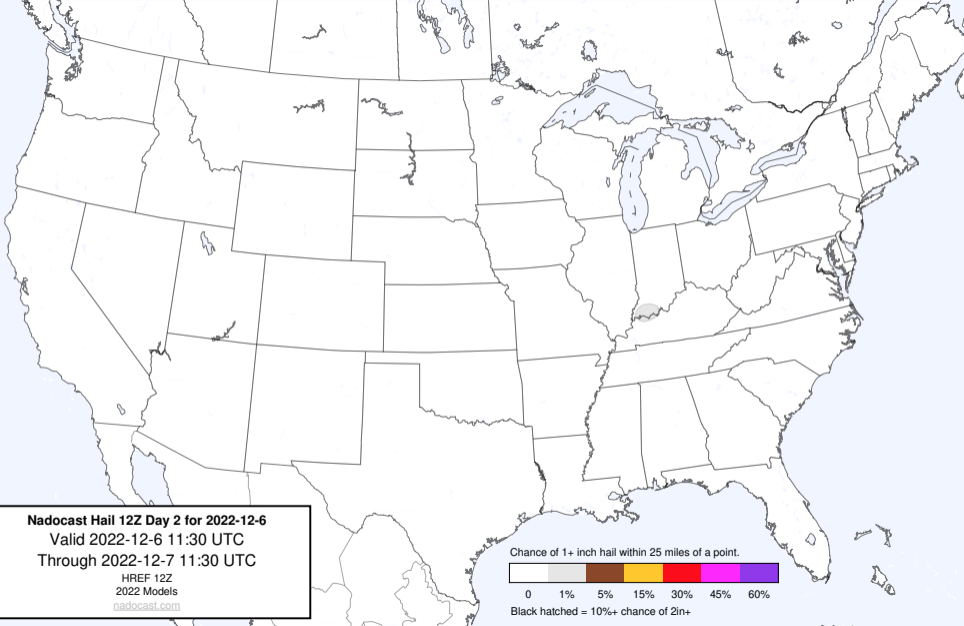 Nadocast Hail 12Z Day 2 for 2022-12-6
Valid 2022-12-6 11:30 UTC
Through 2022-12-7 11:30 UTC
HREF 12Z
2022 Models
nadocast.com
Chance of 1+ inch hail within 25 miles of a point.
0 1% 5% 15% 30% 45% 60%
Black hatched = 10%+ chance of 2in+